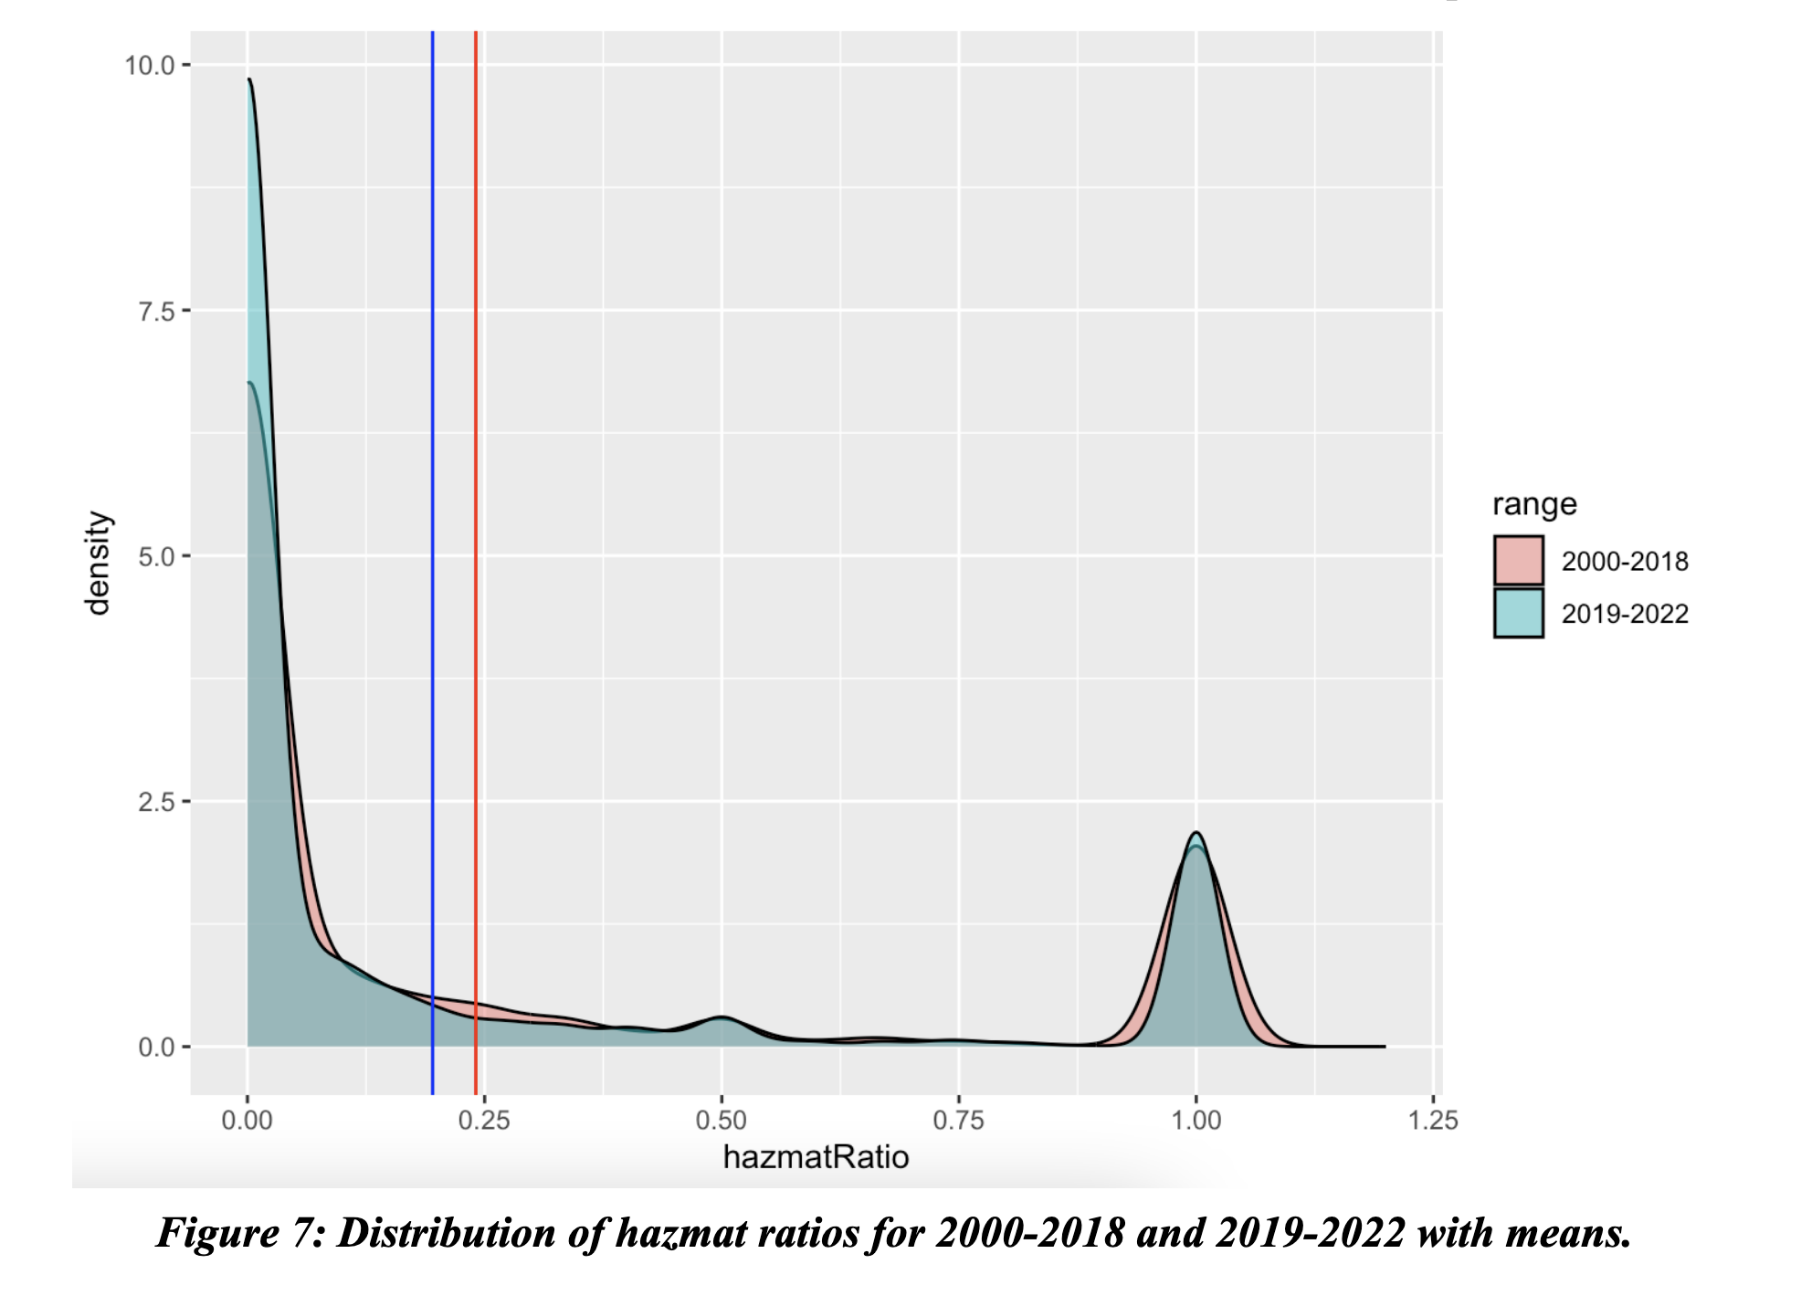 10.0
7.5
5.0
2.5
0.0
density
0.00 0.25 0.50 0.75 1.00 1.25
hazmatRatio
range
2000-2018
2019-2022
Figure 7: Distribution of hazmat ratios for 2000-2018 and 2019-2022 with means.